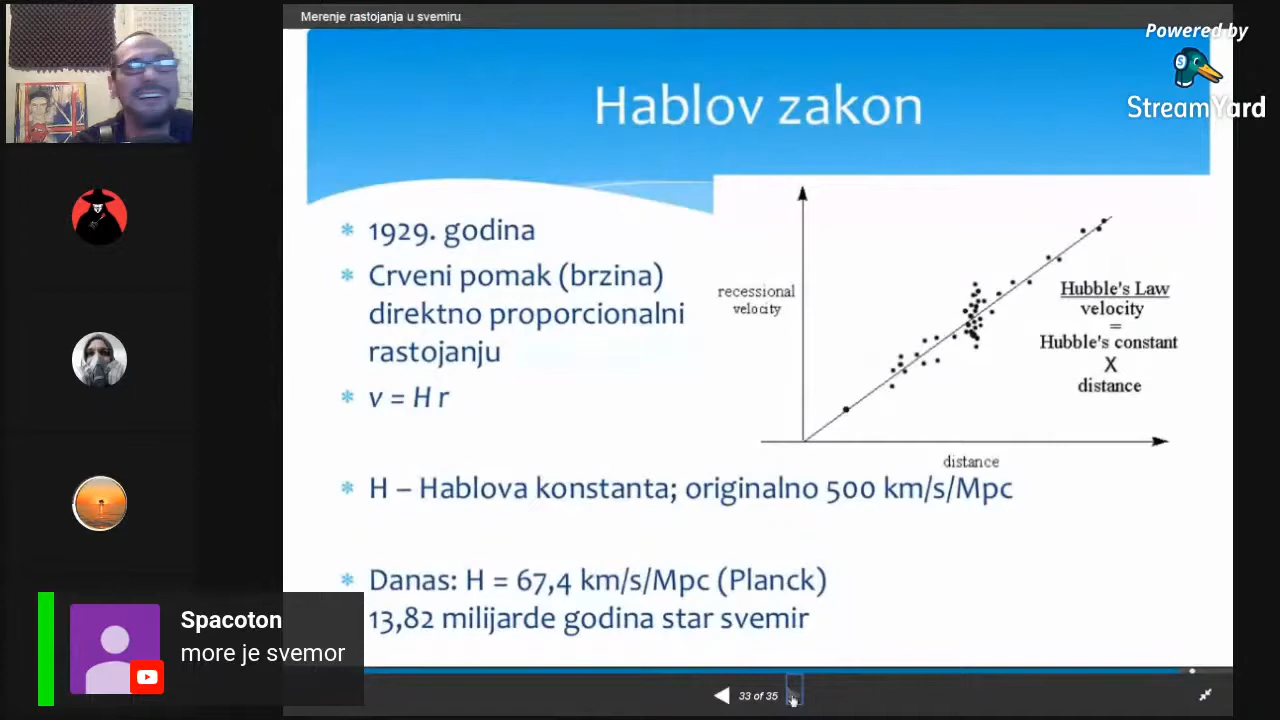 Merenje rastojanja u svemiru
Powered by
StreamYard
Hablov zakon
1929. godina
Crveni pomak (brzina)
direktno proporcionalni
rastojanju
v = H r
recessional
velocity
Hubble's Law
velocity
=
Hubble's constant
X
distance
distance
H – Hablova konstanta; originalno 500 km/s/Mpc
Danas: H = 67,4 km/s/Mpc (Planck)
13,82 milijarde godina star svemir
Spacoton
more je svemor
33 of 35